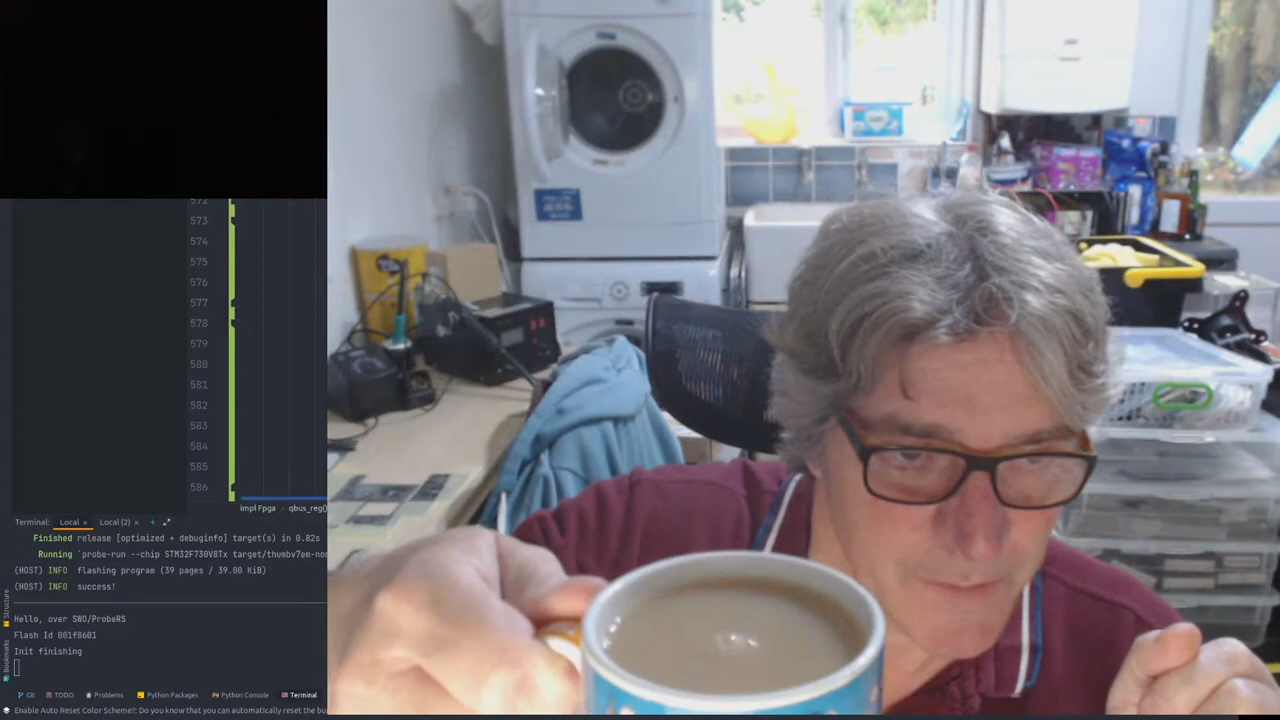 572
573
574
575
576
577
578
579
580
581
582
583
584
585
586
impl Fpga › qbus_reg()
Terminal: Local × Local (2) × +
Finished release [optimized + debuginfo] target(s) in 0.82s
Running `probe-run --chip STM32F730V8Tx target/thumbv7em-non
(HOST) INFO flashing program (39 pages / 39.00 KiB)
(HOST) INFO success!
Hello, over SWO/ProbeRS
Flash Id 001f8601
Init finishing
Structure
Bookmarks
Git TODO Problems Python Packages Python Console Terminal
Enable Auto Reset Color Scheme?: Do you know that you can automatically reset the bu